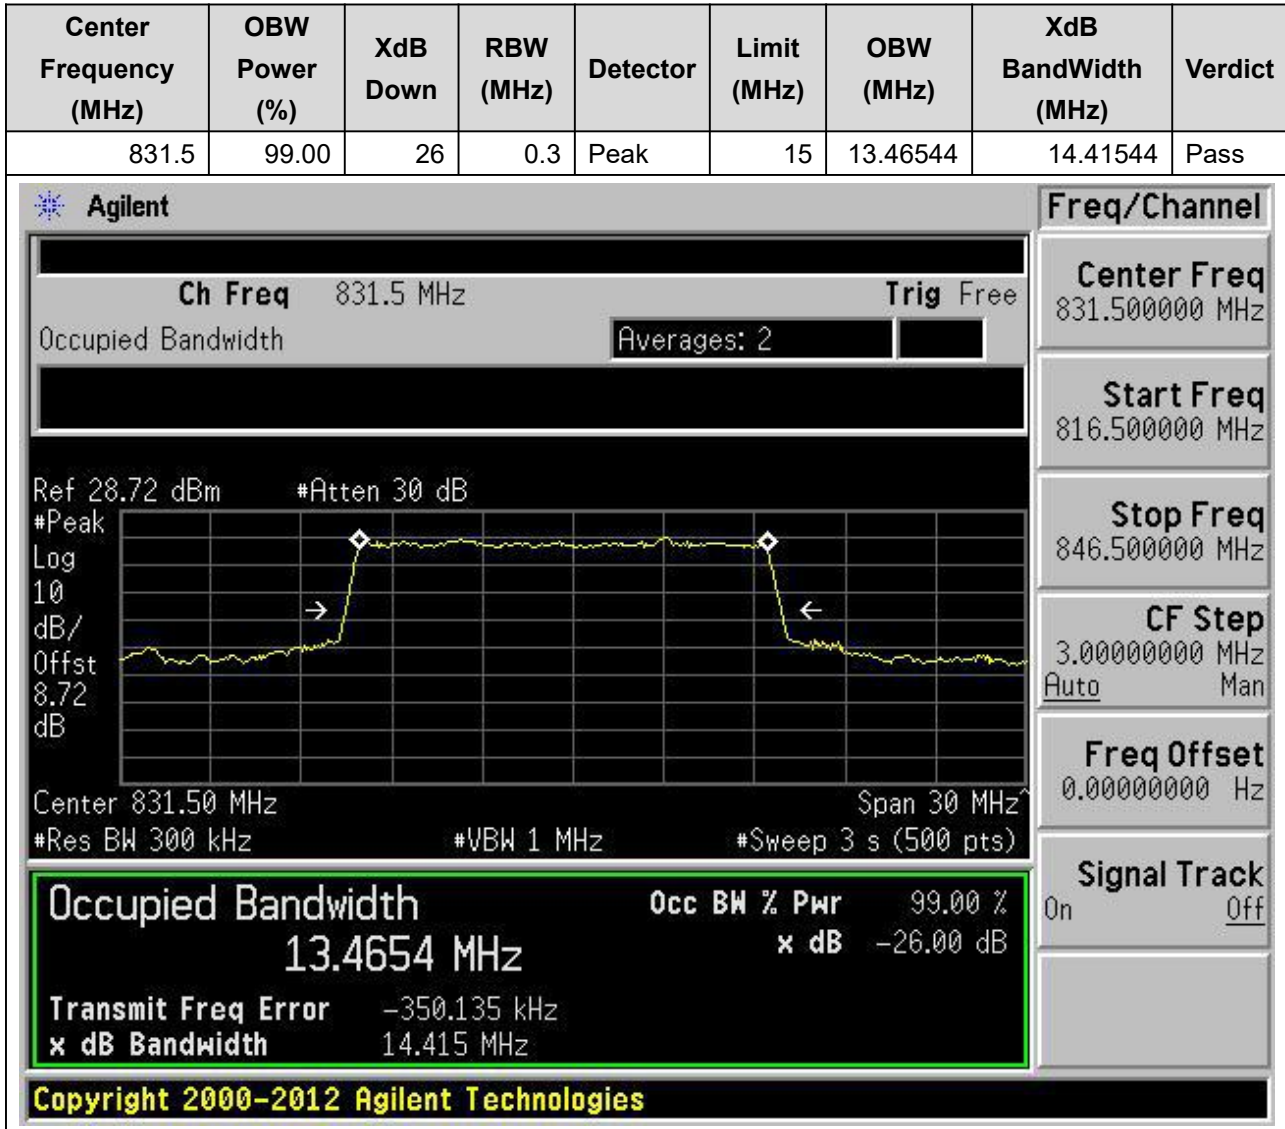 Center Frequency (MHz) OBW Power (%) XdB Down RBW (MHz) Detector Limit (MHz) OBW (MHz) XdB BandWidth (MHz) Verdict
831.5 99.00 26 0.3 Peak 15 13.46544 14.41544 Pass
Agilent
Freq/Channel
Ch Freq 831.5 MHz Trig Free
Occupied Bandwidth Averages: 2
Center Freq
831.500000 MHz
Start Freq
816.500000 MHz
Stop Freq
846.500000 MHz
CF Step
3.00000000 MHz
Auto Man
Freq Offset
0.00000000 Hz
Signal Track
On Off
Ref 28.72 dBm #Atten 30 dB
#Peak
Log
10
dB/
Offst
8.72
dB
Center 831.50 MHz Span 30 MHz^
#Res BW 300 kHz #VBW 1 MHz #Sweep 3 s (500 pts)
Occupied Bandwidth Occ BW % Pwr 99.00 %
13.4654 MHz x dB -26.00 dB
Transmit Freq Error -350.135 kHz
x dB Bandwidth 14.415 MHz
Copyright 2000-2012 Agilent Technologies